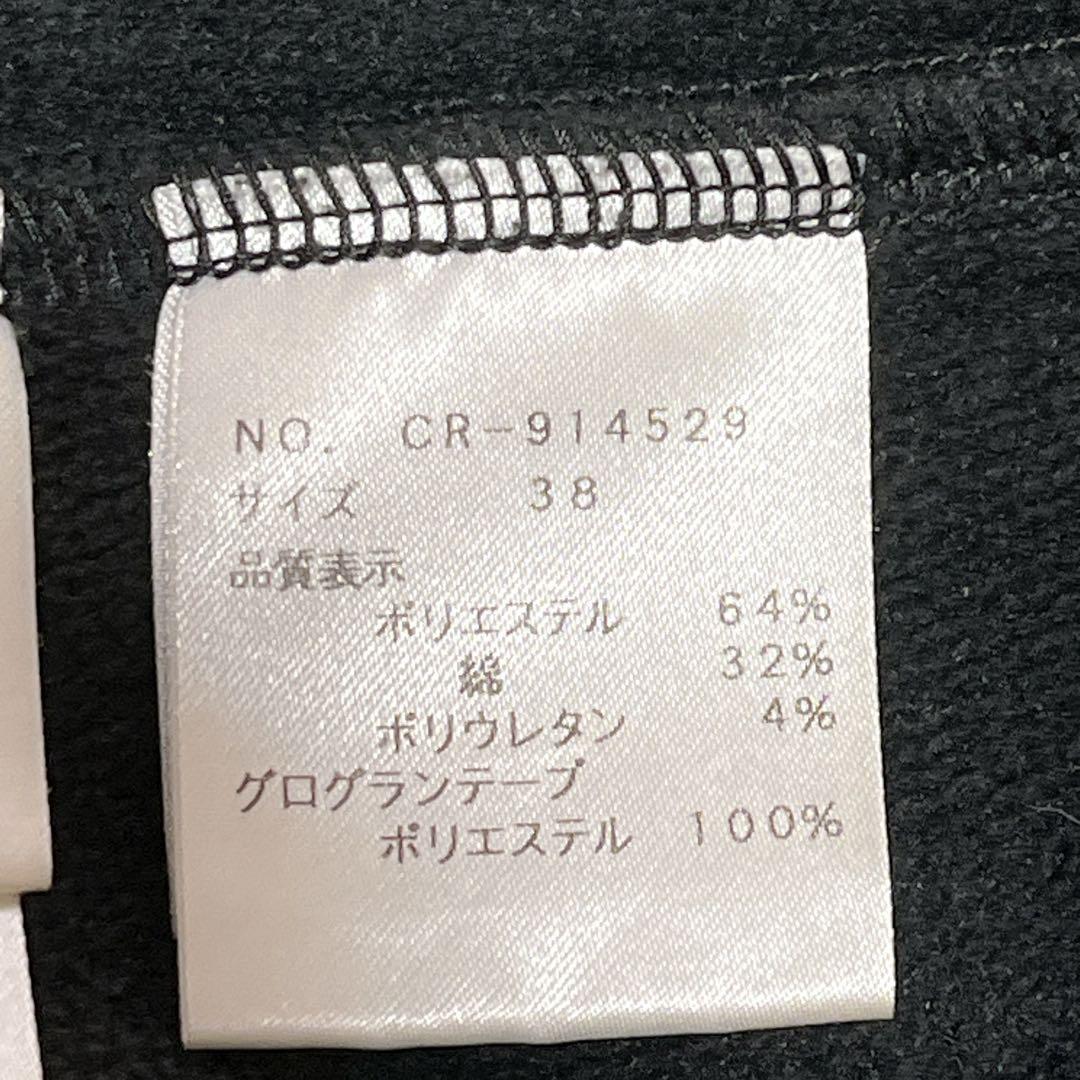 NO. CR-914529
サイズ 38
品質表示
ポリエステル 64%
綿 32%
ポリウレタン 4%
グログランテープ
ポリエステル 100%